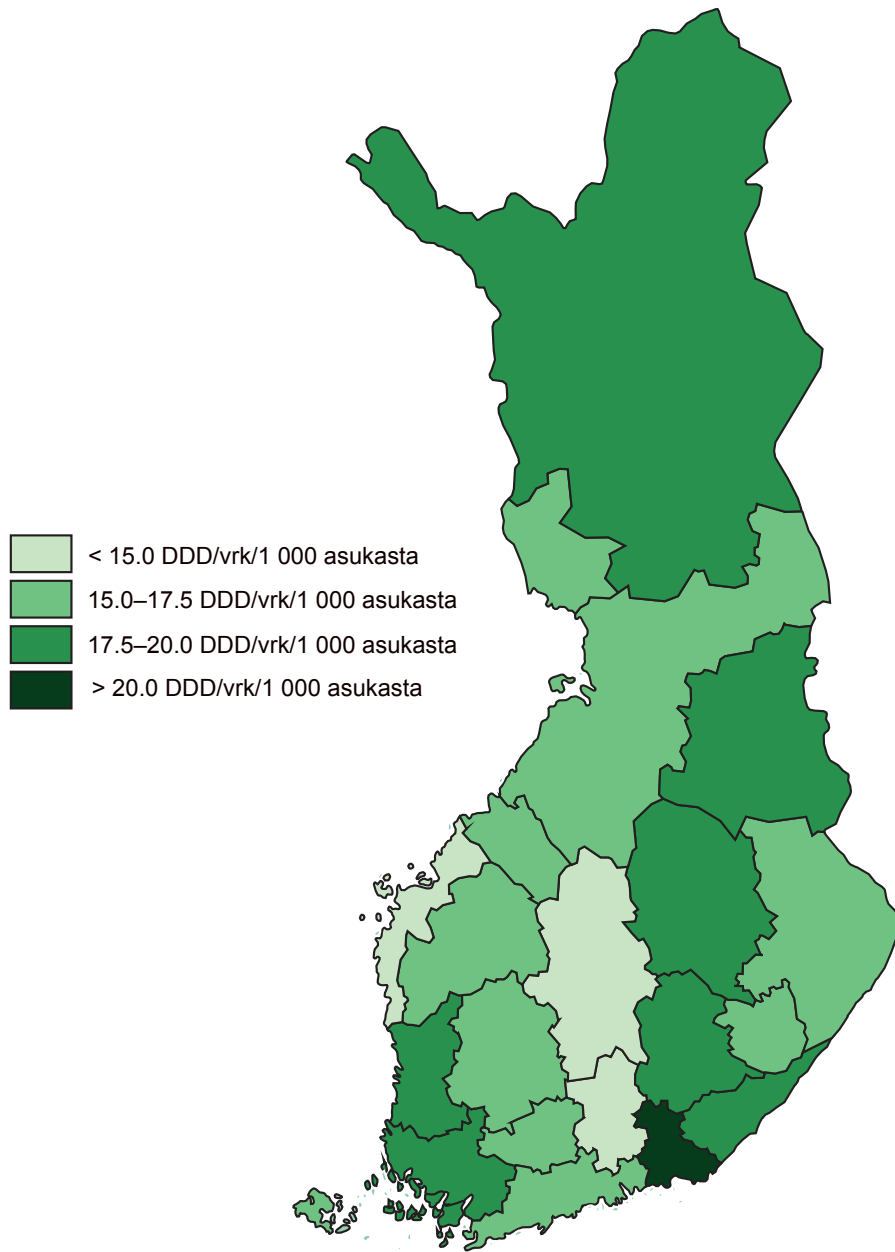 < 15.0 DDD/vrk/1 000 asukasta
15.0–17.5 DDD/vrk/1 000 asukasta
17.5–20.0 DDD/vrk/1 000 asukasta
> 20.0 DDD/vrk/1 000 asukasta